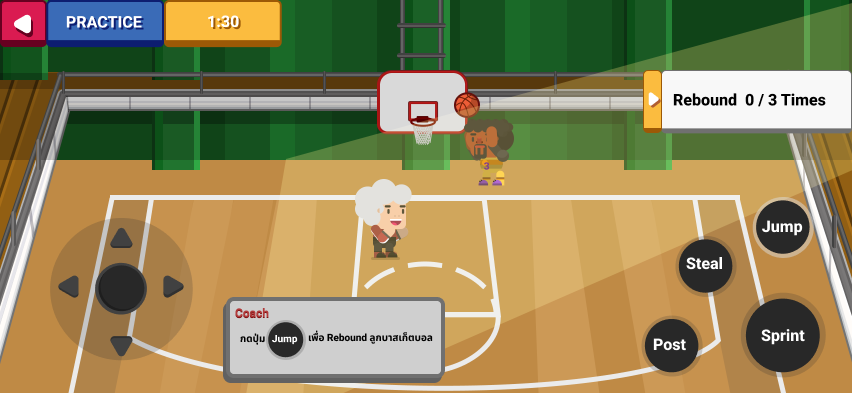 PRACTICE
1:30
Rebound 0 / 3 Times
Jump
Steal
Sprint
Post
Coach
กดปุ่ม Jump เพื่อ Rebound ลูกบาสเก็ตบอล